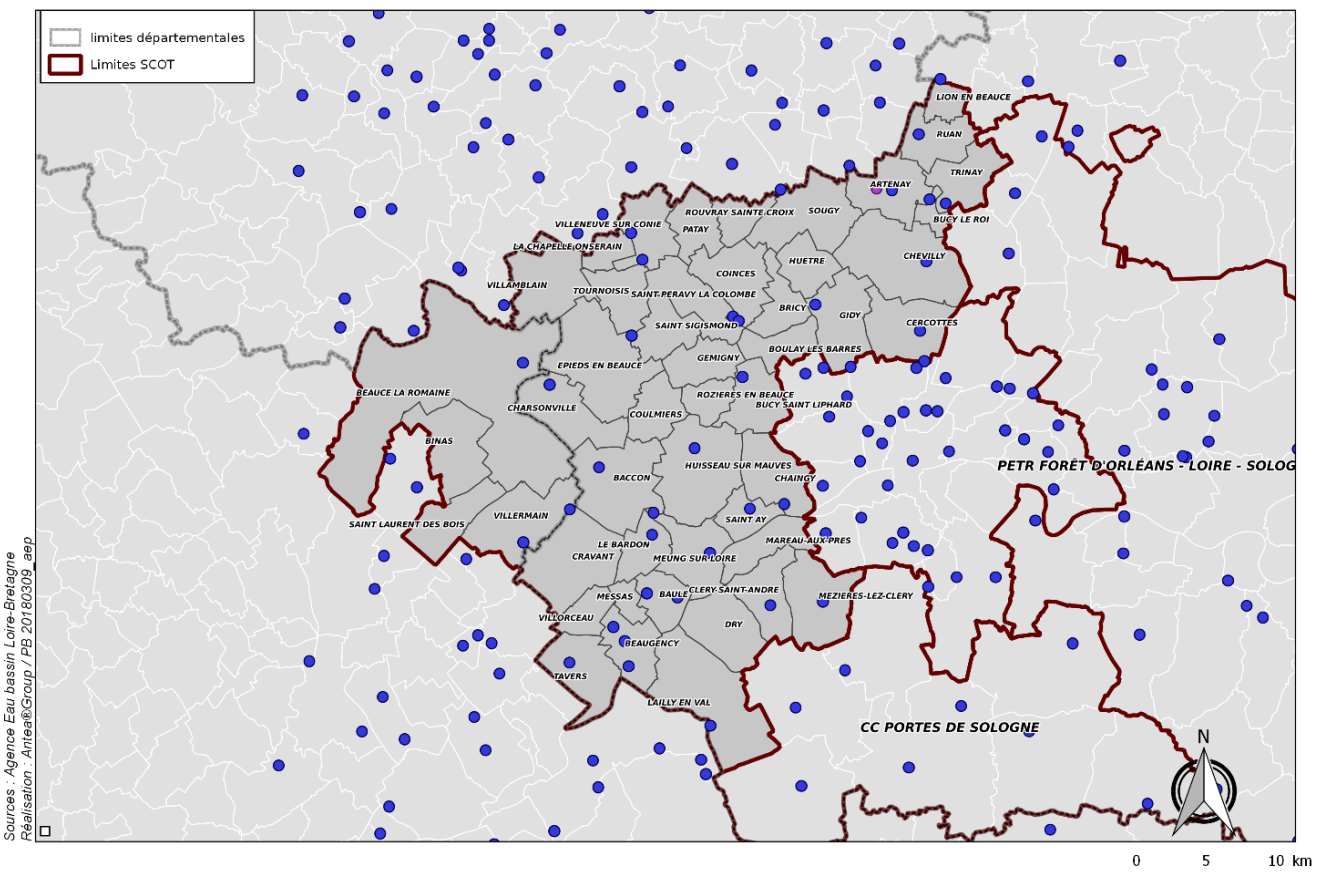 limites départementales
Limites SCOT
LION EN BEAUCE
RUAN
TRINAY
ARTENAY
ROUVRAY SAINTE CROIX
SOUGY
BUCY LE ROI
VILLENEUVE SUR CONIE
PATAY
LA CHAPELLE ONSERAIN
CHEVILLY
HUETRE
COINCES
VILLAMBLAIN
TOURNOISIS
SAINT-PERAVY LA COLOMBE
BRICY
GIDY
CERCOTTES
SAINT SIGISMOND
BOULAY LES BARRES
GEMIGNY
EPIEDS EN BEAUCE
BEAUCE LA ROMAINE
ROZIERES EN BEAUCE
BUCY SAINT LIPHARD
CHARSONVILLE
COULMIERS
BINAS
HUISSEAU SUR MAUVES
PETR FORÊT D'ORLÉANS - LOIRE - SOLOG
BACCON
CHAINGY
VILLERMAIN
SAINT AY
SAINT LAURENT DES BOIS
MAREAU-AUX-PRES
LE BARDON
CRAVANT
MEUNG SUR LOIRE
CLERY-SAINT-ANDRE
MESSAS
BAULE
MEZIERES-LEZ-CLERY
VILLORCEAU
DRY
BEAUGENCY
TAVERS
LAILLY EN VAL
CC PORTES DE SOLOGNE
N
Sources : Agence Eau bassin Loire-Bretagne
Réalisation : Antea®Group / PB 20180309_aep
0 5 10 km